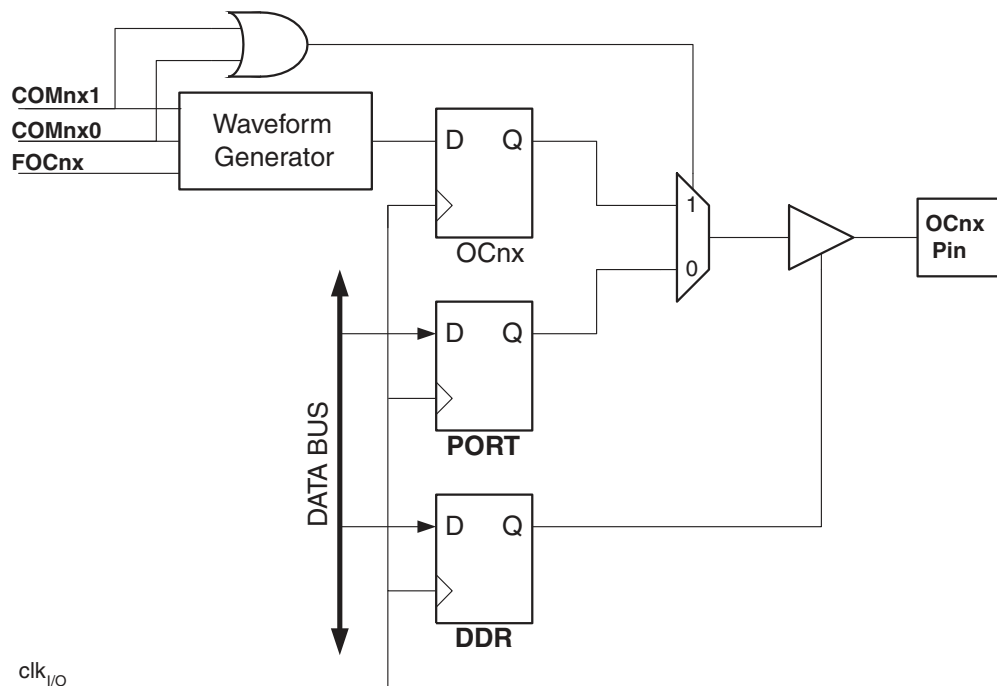 COMnx1
COMnx0
FOCnx
Waveform
Generator
D Q
OCnx
1
0
OCnx
Pin
D Q
PORT
DATA BUS
D Q
DDR
clkI/O